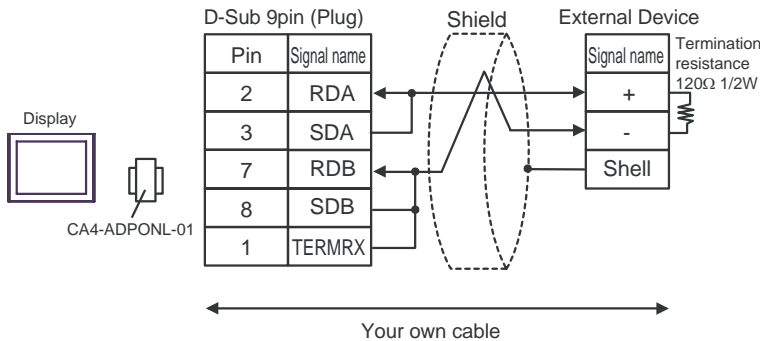 D-Sub 9pin (Plug)
Shield
External Device
Pin Signal name
2 RDA
3 SDA
7 RDB
8 SDB
1 TERMRX
Signal name
+
-
Shell
Termination
resistance
120Ω 1/2W
Display
CA4-ADPONL-01
Your own cable